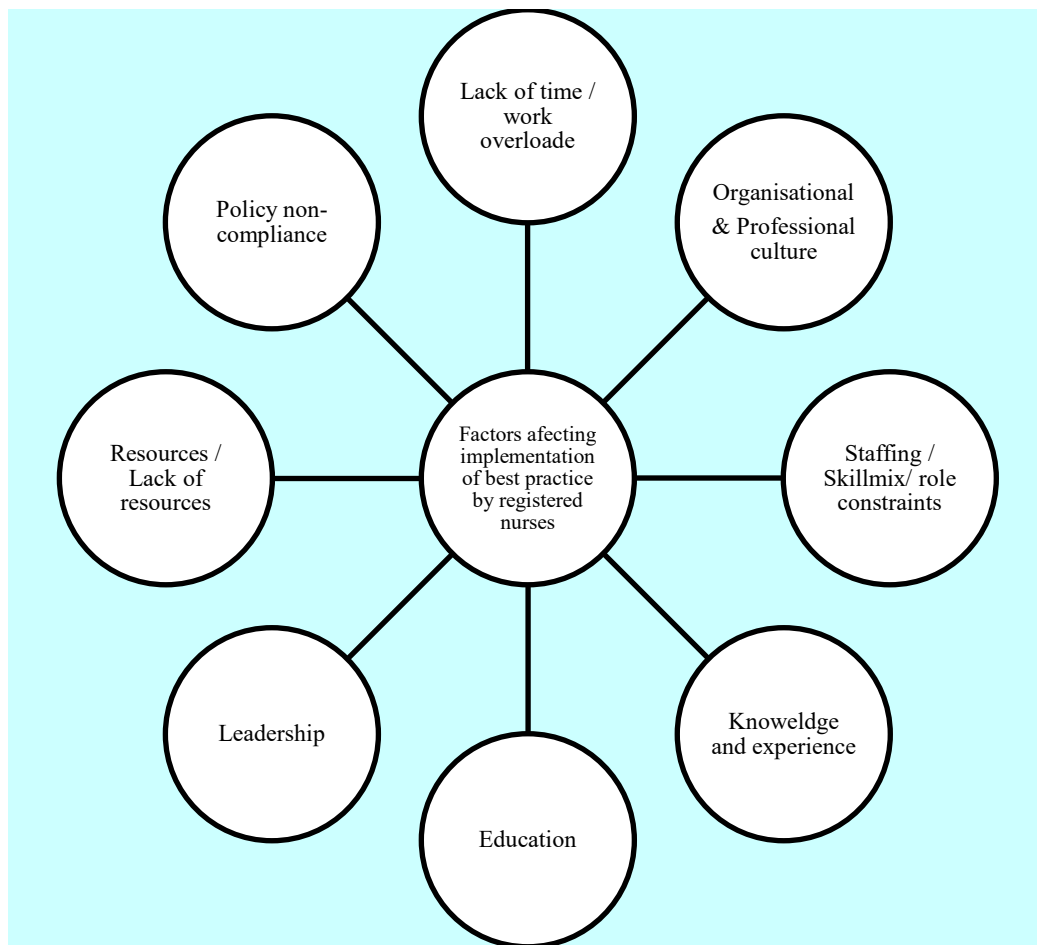 Lack of time /
work
overloade
Organisational
& Professional
culture
Policy non-
compliance
Factors afecting
implementation
of best practice
by registered
nurses
Resources /
Lack of
resources
Staffing /
Skillmix/ role
constraints
Leadership
Knoweldge
and experience
Education